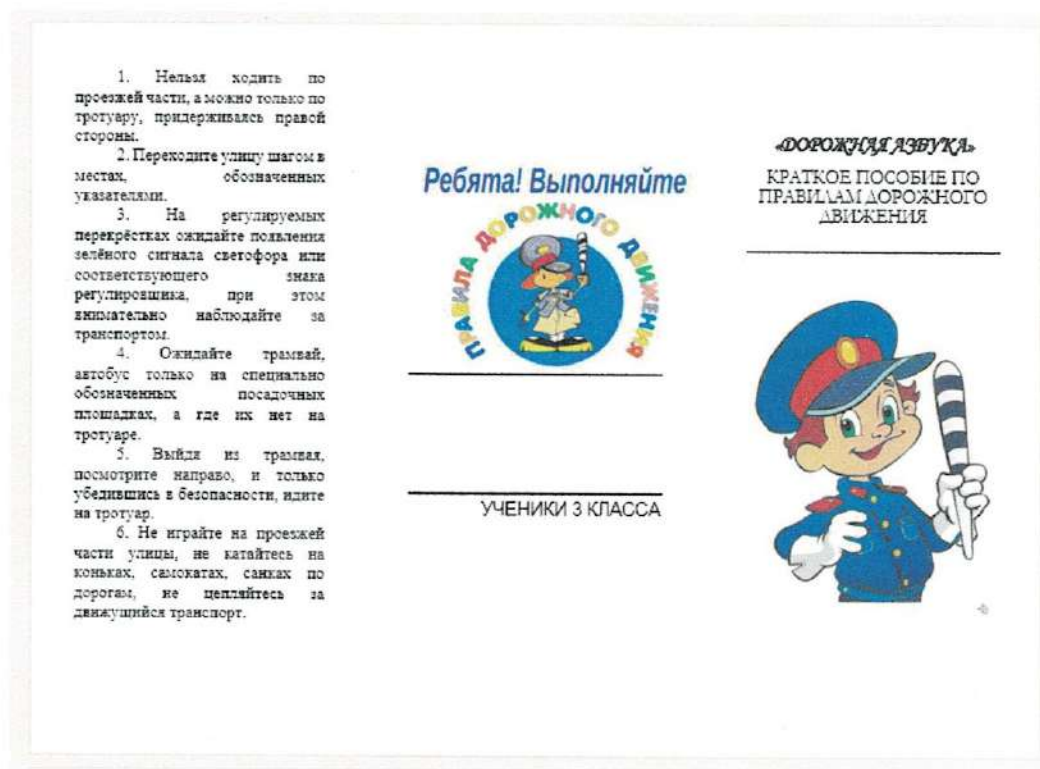 1. Нельзя ходить по
проезжей части, а можно только по
тротуару, придерживаясь правой
стороны.
2. Переходите улицу шагом в
местах, обозначенных
указателями.
3. На регулируемых
перекрёстках ожидайте появления
зелёного сигнала светофора или
соответствующего знака
регулировщика, при этом
внимательно наблюдайте за
транспортом.
4. Ожидайте трамвай,
автобус только на специально
обозначенных посадочных
площадках, а где их нет на
тротуаре.
5. Выйдя из трамвая,
посмотрите направо, и только
убедившись в безопасности, идите
на тротуар.
6. Не играйте на проезжей
части улицы, не катайтесь на
коньках, самокатах, санках по
дорогам, не цепляйтесь за
движущийся транспорт.
Ребята! Выполняйте
ПРАВИЛА ДОРОЖНОГО ДВИЖЕНИЯ
УЧЕНИКИ 3 КЛАССА
«ДОРОЖНАЯ АЗБУКА»
КРАТКОЕ ПОСОБИЕ ПО
ПРАВИЛАМ ДОРОЖНОГО
ДВИЖЕНИЯ